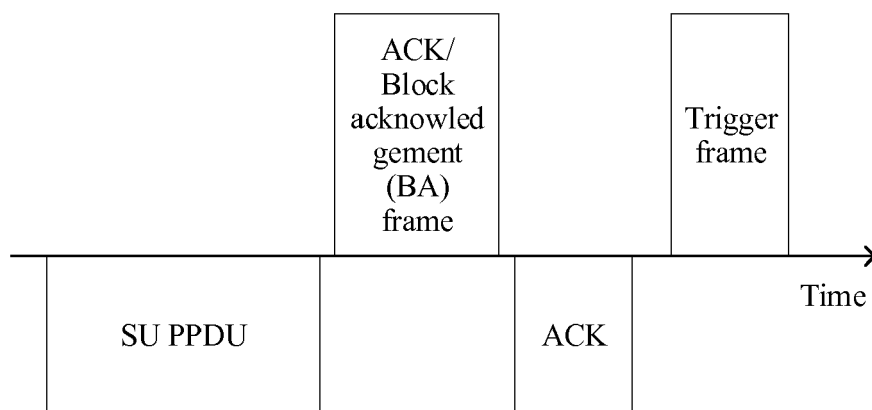 ACK/
Block
acknowled
gement
(BA)
frame
Trigger
frame
Time
SU PPDU
ACK